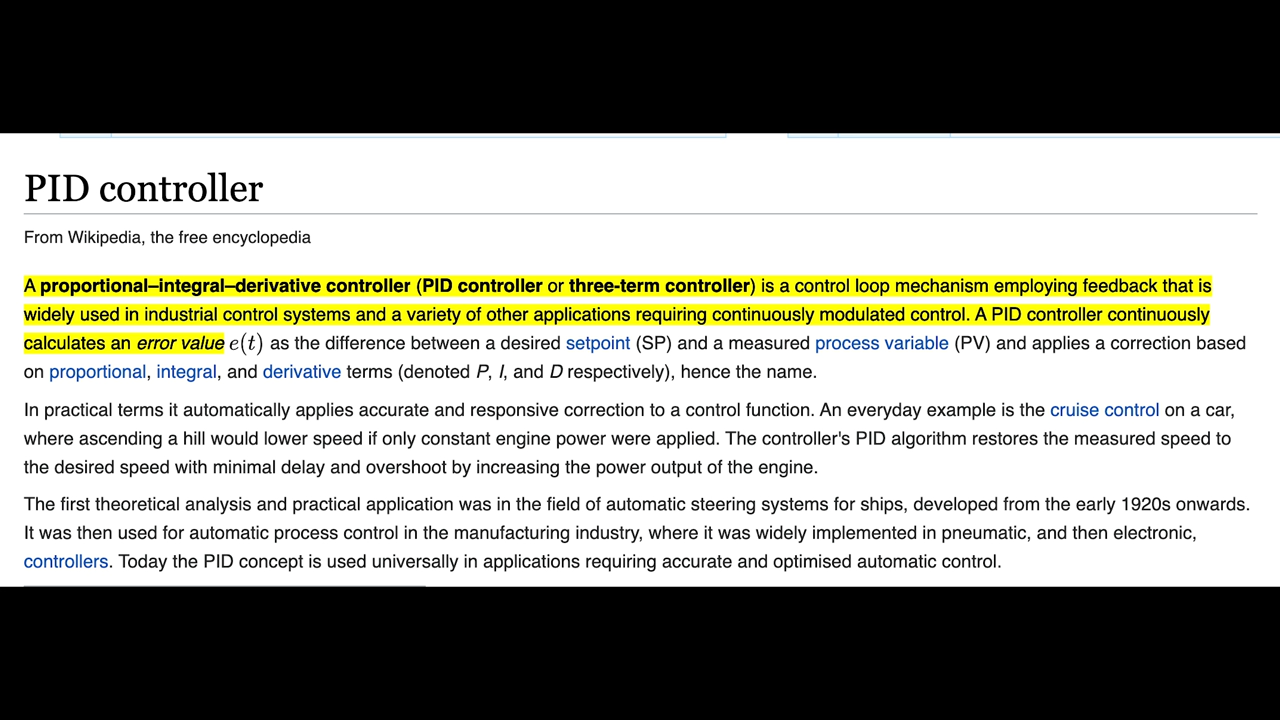 PID controller
From Wikipedia, the free encyclopedia
A proportional–integral–derivative controller (PID controller or three-term controller) is a control loop mechanism employing feedback that is
widely used in industrial control systems and a variety of other applications requiring continuously modulated control. A PID controller continuously
calculates an error value e(t) as the difference between a desired setpoint (SP) and a measured process variable (PV) and applies a correction based
on proportional, integral, and derivative terms (denoted P, I, and D respectively), hence the name.
In practical terms it automatically applies accurate and responsive correction to a control function. An everyday example is the cruise control on a car,
where ascending a hill would lower speed if only constant engine power were applied. The controller's PID algorithm restores the measured speed to
the desired speed with minimal delay and overshoot by increasing the power output of the engine.
The first theoretical analysis and practical application was in the field of automatic steering systems for ships, developed from the early 1920s onwards.
It was then used for automatic process control in the manufacturing industry, where it was widely implemented in pneumatic, and then electronic,
controllers. Today the PID concept is used universally in applications requiring accurate and optimised automatic control.